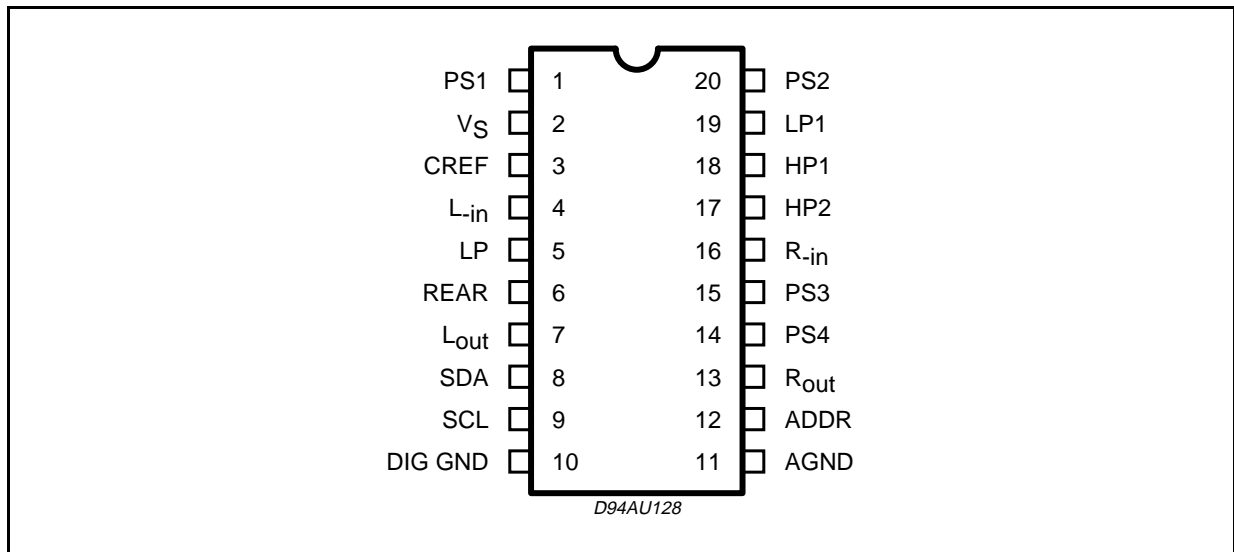 PS1 1 20 PS2
VS 2 19 LP1
CREF 3 18 HP1
L-in 4 17 HP2
LP 5 16 R-in
REAR 6 15 PS3
Lout 7 14 PS4
SDA 8 13 Rout
SCL 9 12 ADDR
DIG GND 10 11 AGND
D94AU128